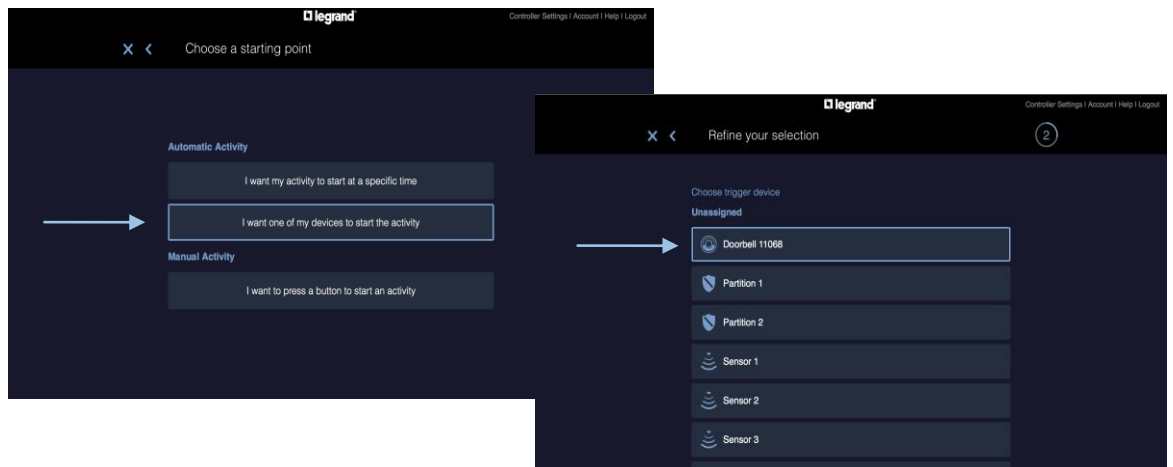 legrand
Controller Settings | Account | Help | Logout
Choose a starting point
Automatic Activity
I want my activity to start at a specific time
I want one of my devices to start the activity
Manual Activity
I want to press a button to start an activity
legrand
Controller Settings | Account | Help | Logout
Refine your selection
2
Choose trigger device
Unassigned
Doorbell 11068
Partition 1
Partition 2
Sensor 1
Sensor 2
Sensor 3